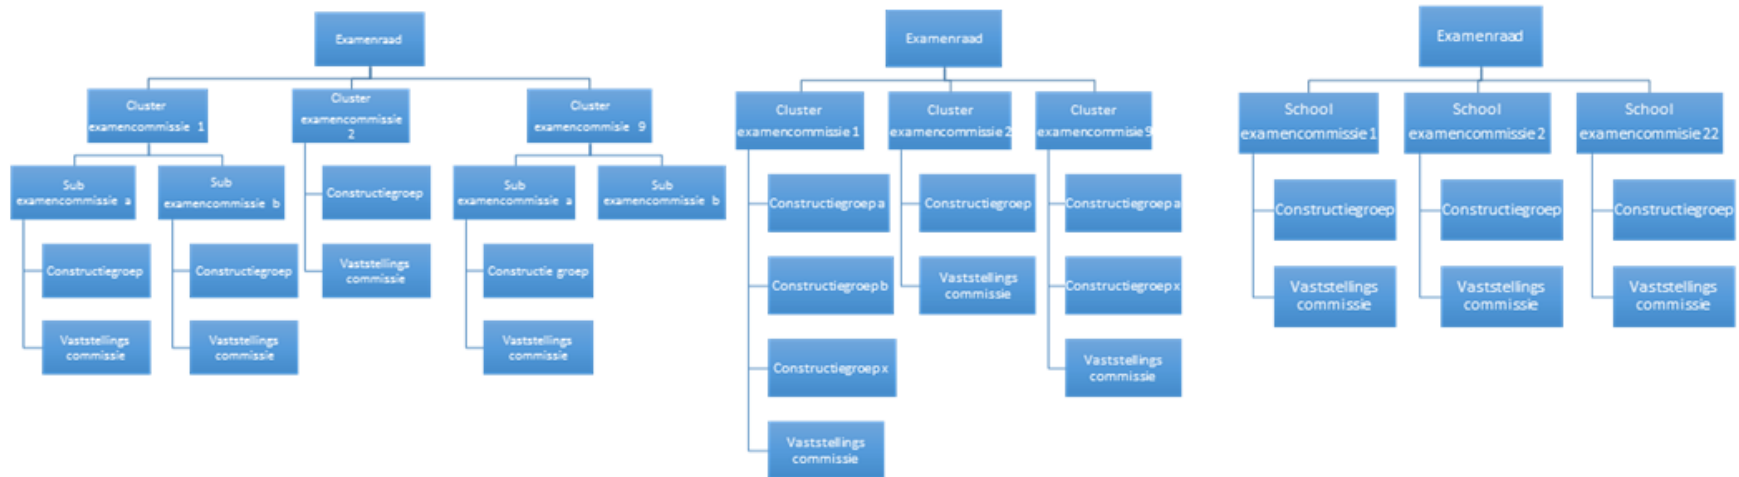 Examenraad
Cluster
examencommissie 1
Cluster
examencommissie
2
Cluster
examencommisie 9
Sub
examencommissie a
Sub
examencommissie b
Constructiegroep
Sub
examencommissie a
Sub
examencommissie b
Constructiegroep
Constructiegroep
Vaststellings
commissie
Constructie groep
Vaststellings
commissie
Vaststellings
commissie
Vaststellings
commissie
Examenraad
Cluster
examencommissie 1
Cluster
examencommissie 2
Cluster
examencommisie 9
Constructiegroep a
Constructiegroep
Constructiegroep a
Constructiegroep b
Vaststellings
commissie
Constructiegroep x
Constructiegroep x
Vaststellings
commissie
Vaststellings
commissie
Examenraad
School
examencommissie 1
School
examencommissie 2
School
examencommisie 22
Constructiegroep
Constructiegroep
Constructiegroep
Vaststellings
commissie
Vaststellings
commissie
Vaststellings
commissie